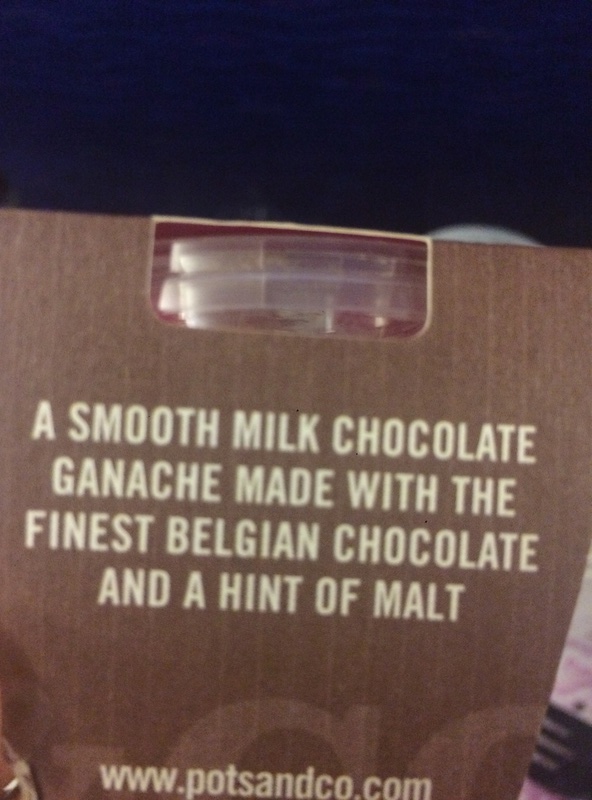 A SMOOTH MILK CHOCOLATE
GANACHE MADE WITH THE
FINEST BELGIAN CHOCOLATE
AND A HINT OF MALT
www.potsandco.com